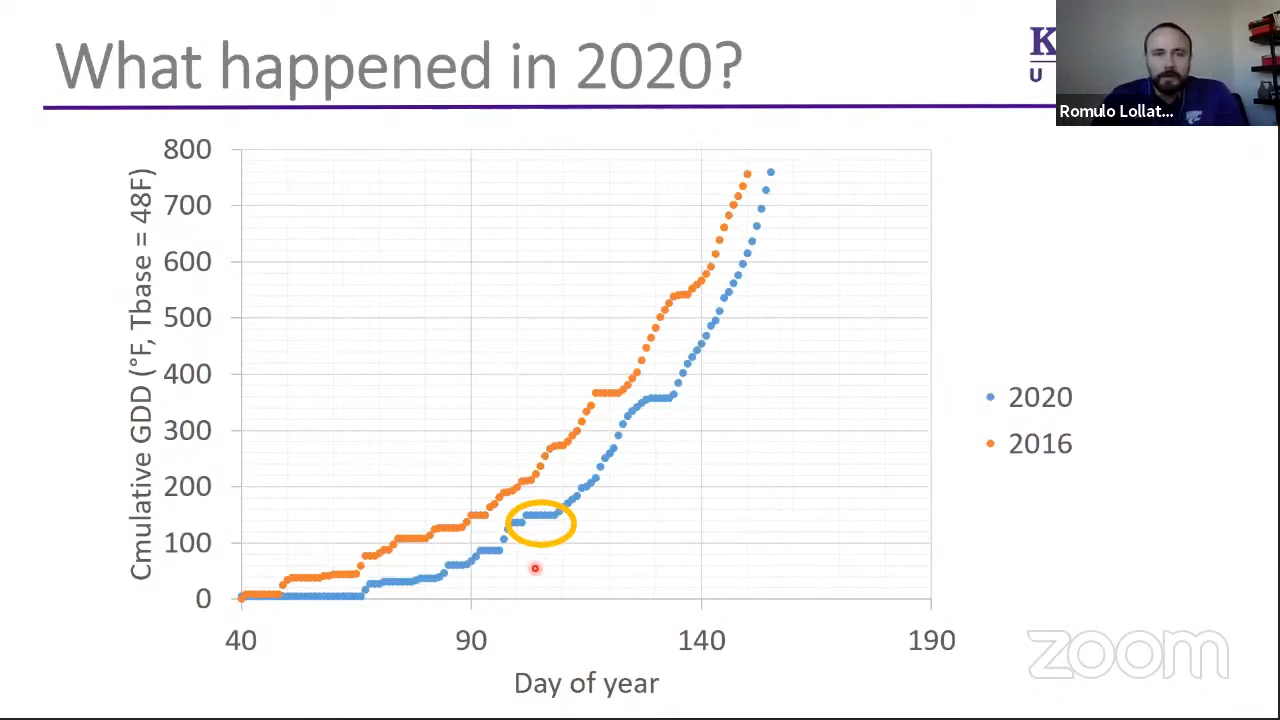 What happened in 2020?
K
U
Romulo Lollat...
Cmulative GDD (°F, Tbase = 48F)
800
700
600
500
400
300
200
100
0
40
90
140
190
Day of year
2020
2016
zoom